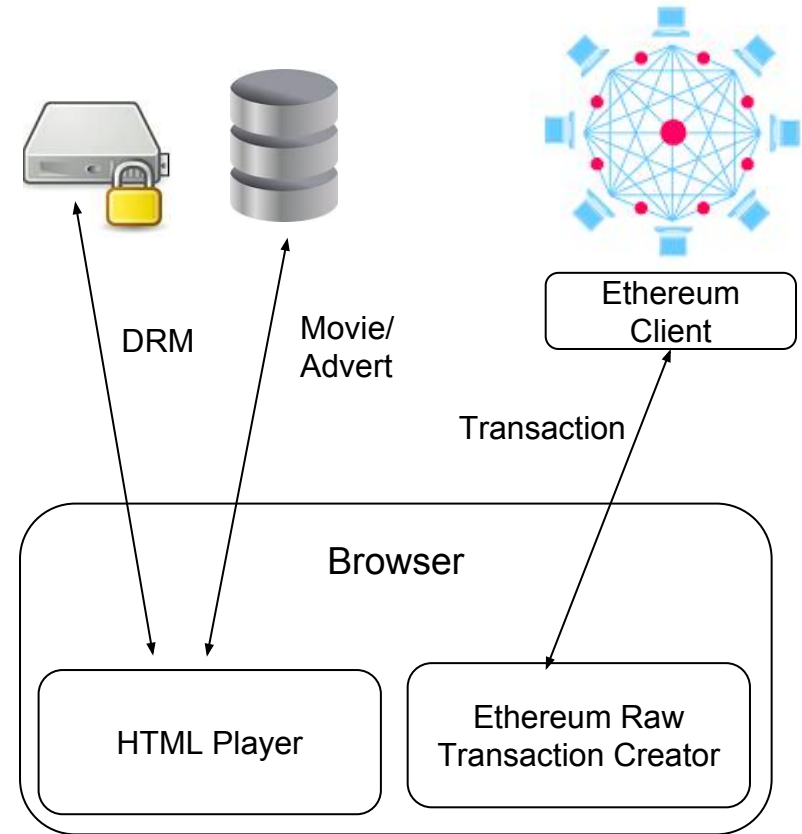 Ethereum
Client
DRM
Movie/
Advert
Transaction
Browser
HTML Player
Ethereum Raw
Transaction Creator